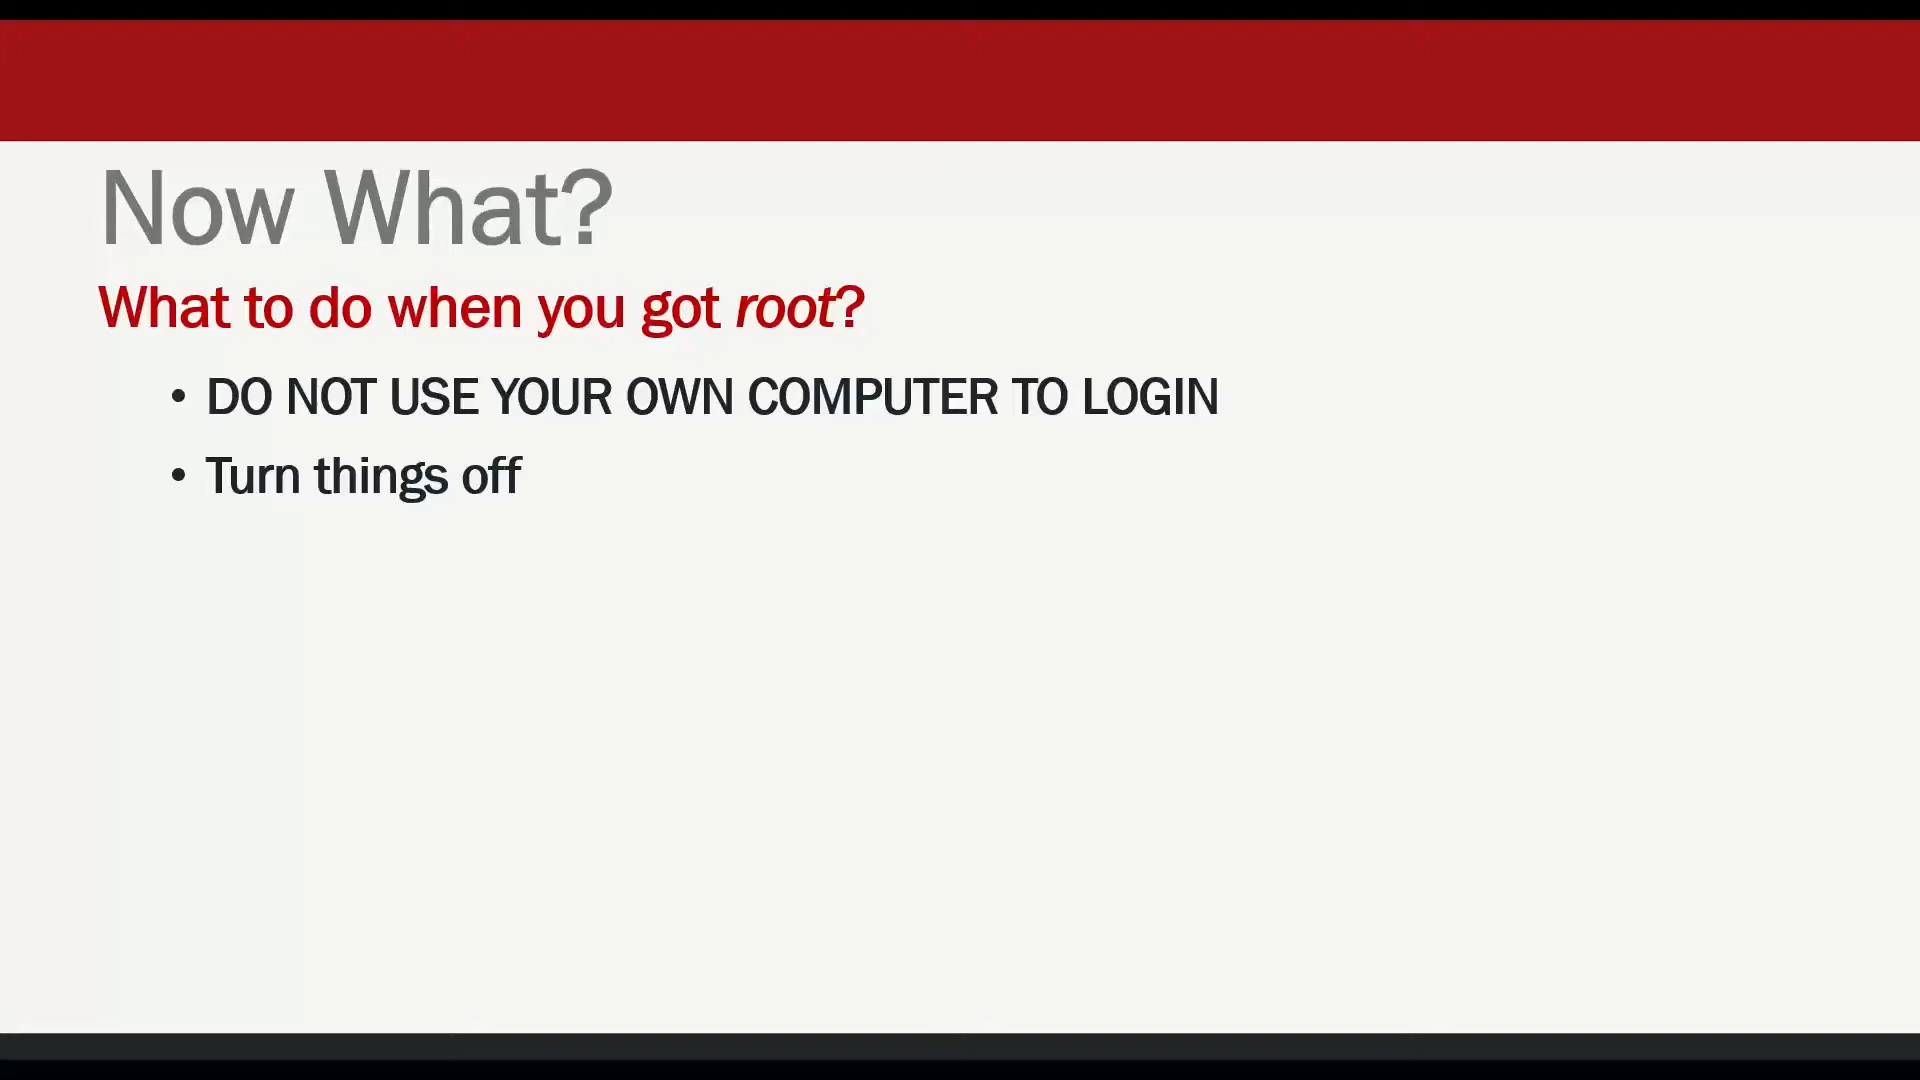 Now What?
What to do when you got root?
• DO NOT USE YOUR OWN COMPUTER TO LOGIN
• Turn things off